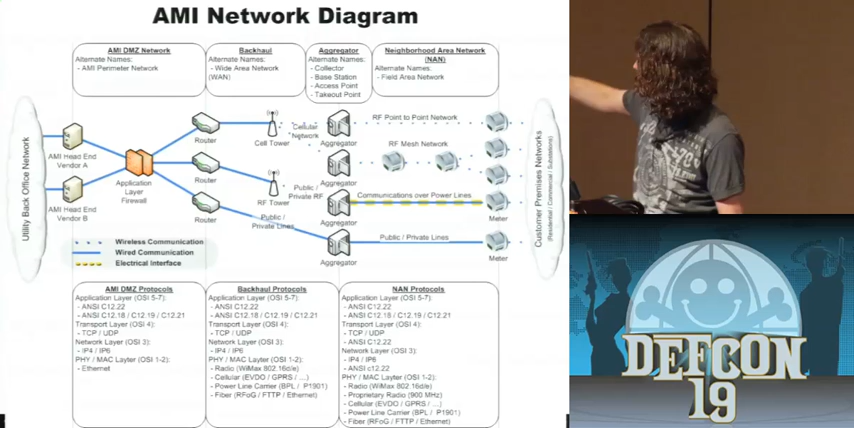 AMI Network Diagram
AMI DMZ Network
Alternate Names:
- AMI Perimeter Network
Backhaul
Alternate Names:
- Wide Area Network
(WAN)
Aggregator
Alternate Names:
- Collector
- Base Station
- Access Point
- Takeout Point
Neighborhood Area Network
(NAN)
Alternate Names:
- Field Area Network
Utility Back Office Network
AMI Head End
Vendor A
AMI Head End
Vendor B
Application
Layer
Firewall
Router
Router
Router
Cell Tower
RF Tower
Cellular
Network
Public /
Private RF
Public /
Private Lines
Aggregator
Aggregator
Aggregator
Aggregator
RF Point to Point Network
RF Mesh Network
Communications over Power Lines
Public / Private Lines
Meter
Meter
Customer Premises Networks
(Residential / Commercial / Substations)
Wireless Communication
Wired Communication
Electrical Interface
AMI DMZ Protocols
Application Layer (OSI 5-7):
- ANSI C12.22
- ANSI C12.18 / C12.19 / C12.21
Transport Layer (OSI 4):
- TCP / UDP
Network Layer (OSI 3):
- IP4 / IP6
PHY / MAC Layter (OSI 1-2):
- Ethernet
Backhaul Protocols
Application Layer (OSI 5-7):
- ANSI C12.22
- ANSI C12.18 / C12.19 / C12.21
Transport Layer (OSI 4):
- TCP / UDP
Network Layer (OSI 3):
- IP4 / IP6
PHY / MAC Layter (OSI 1-2):
- Radio (WiMax 802.16d/e)
- Cellular (EVDO / GPRS / ...)
- Power Line Carrier (BPL / P1901)
- Fiber (RFoG / FTTP / Ethernet)
NAN Protocols
Application Layer (OSI 5-7):
- ANSI C12.22
- ANSI C12.18 / C12.19 / C12.21
Transport Layer (OSI 4):
- TCP / UDP
- ANSI C12.22
Network Layer (OSI 3):
- IP4 / IP6
- ANSI c12.22
PHY / MAC Layter (OSI 1-2):
- Radio (WiMax 802.16d/e)
- Proprietary Radio (900 MHz)
- Cellular (EVDO / GPRS / ...)
- Power Line Carrier (BPL / P1901)
- Fiber (RFoG / FTTP / Ethernet)
DEFCON
19